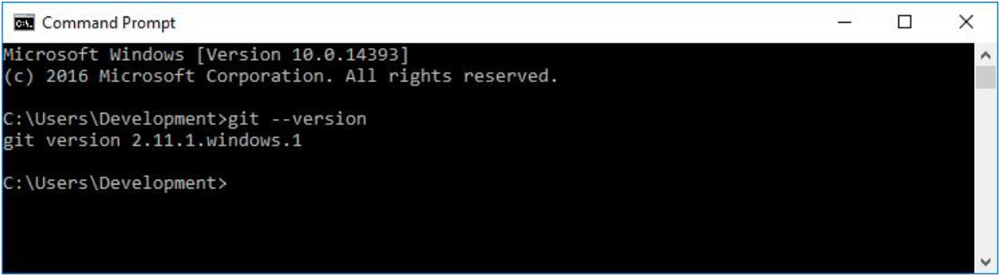 Command Prompt
Microsoft Windows [Version 10.0.14393]
(c) 2016 Microsoft Corporation. All rights reserved.
C:\Users\Development>git --version
git version 2.11.1.windows.1
C:\Users\Development>